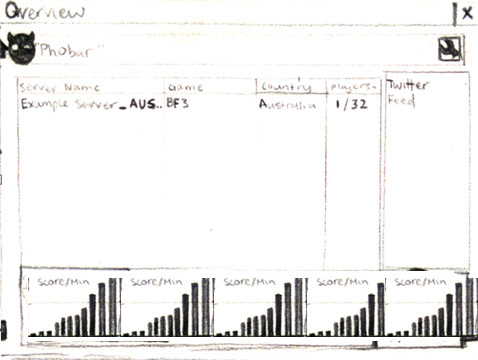 Overview
X
"Phobar"
Server Name Game Country players
Example Server_AUS.. BF3 Australia 1/32
Twitter
Feed
Score/Min Score/Min Score/Min Score/Min Score/Min